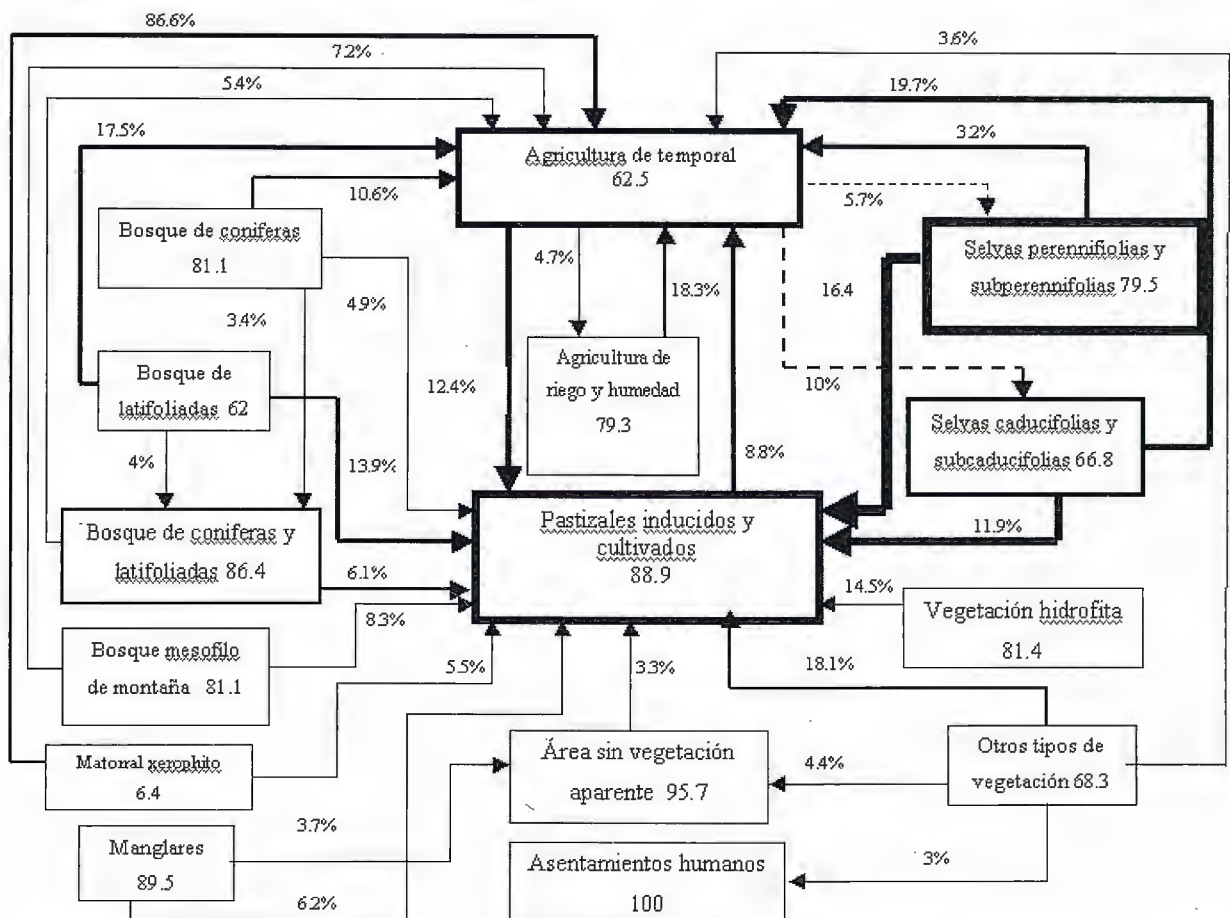 86.6%
7.2%
5.4%
3.6%
19.7%
17.5%
3.2%
Agricultura de temporal
62.5
10.6%
5.7%
Bosque de coniferas
81.1
Selvas perennifiolias y
subperennifolias 79.5
4.7%
18.3%
16.4
4.9%
3.4%
Agricultura de
riego y humedad
79.3
Bosque de
latifoliadas 62
12.4%
10%
Selvas caducifolias y
subcaducifolias 66.8
4%
13.9%
8.8%
Pastizales inducidos y
cultivados
88.9
11.9%
Bosque de coniferas y
latifoliadas 86.4
6.1%
14.5%
Vegetación hidrofita
81.4
8.3%
Bosque mesofilo
de montaña 81.1
5.5%
3.3%
18.1%
Matorral xerophito
6.4
Área sin vegetación
aparente 95.7
Otros tipos de
vegetación 68.3
4.4%
3.7%
Manglares
89.5
Asentamientos humanos
100
3%
6.2%